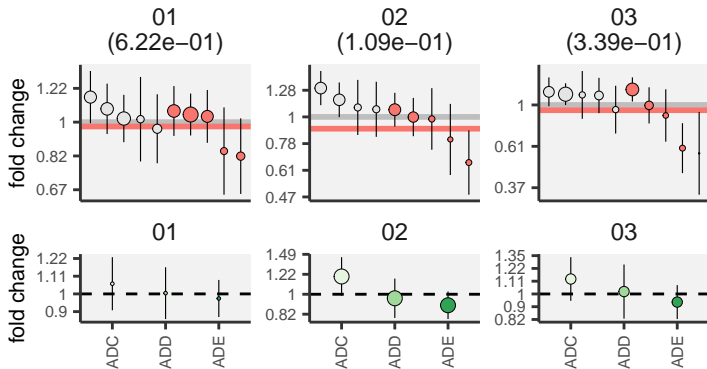 01
(6.22e−01)
02
(1.09e−01)
03
(3.39e−01)
fold change
1.22
1
0.82
0.67
1.28
1
0.78
0.61
0.47
1
0.61
0.37
01
02
03
fold change
1.22
1.11
1
0.9
1.49
1.22
1
0.82
1.35
1.22
1.11
1
0.9
0.82
ADC
ADD
ADE
ADC
ADD
ADE
ADC
ADD
ADE